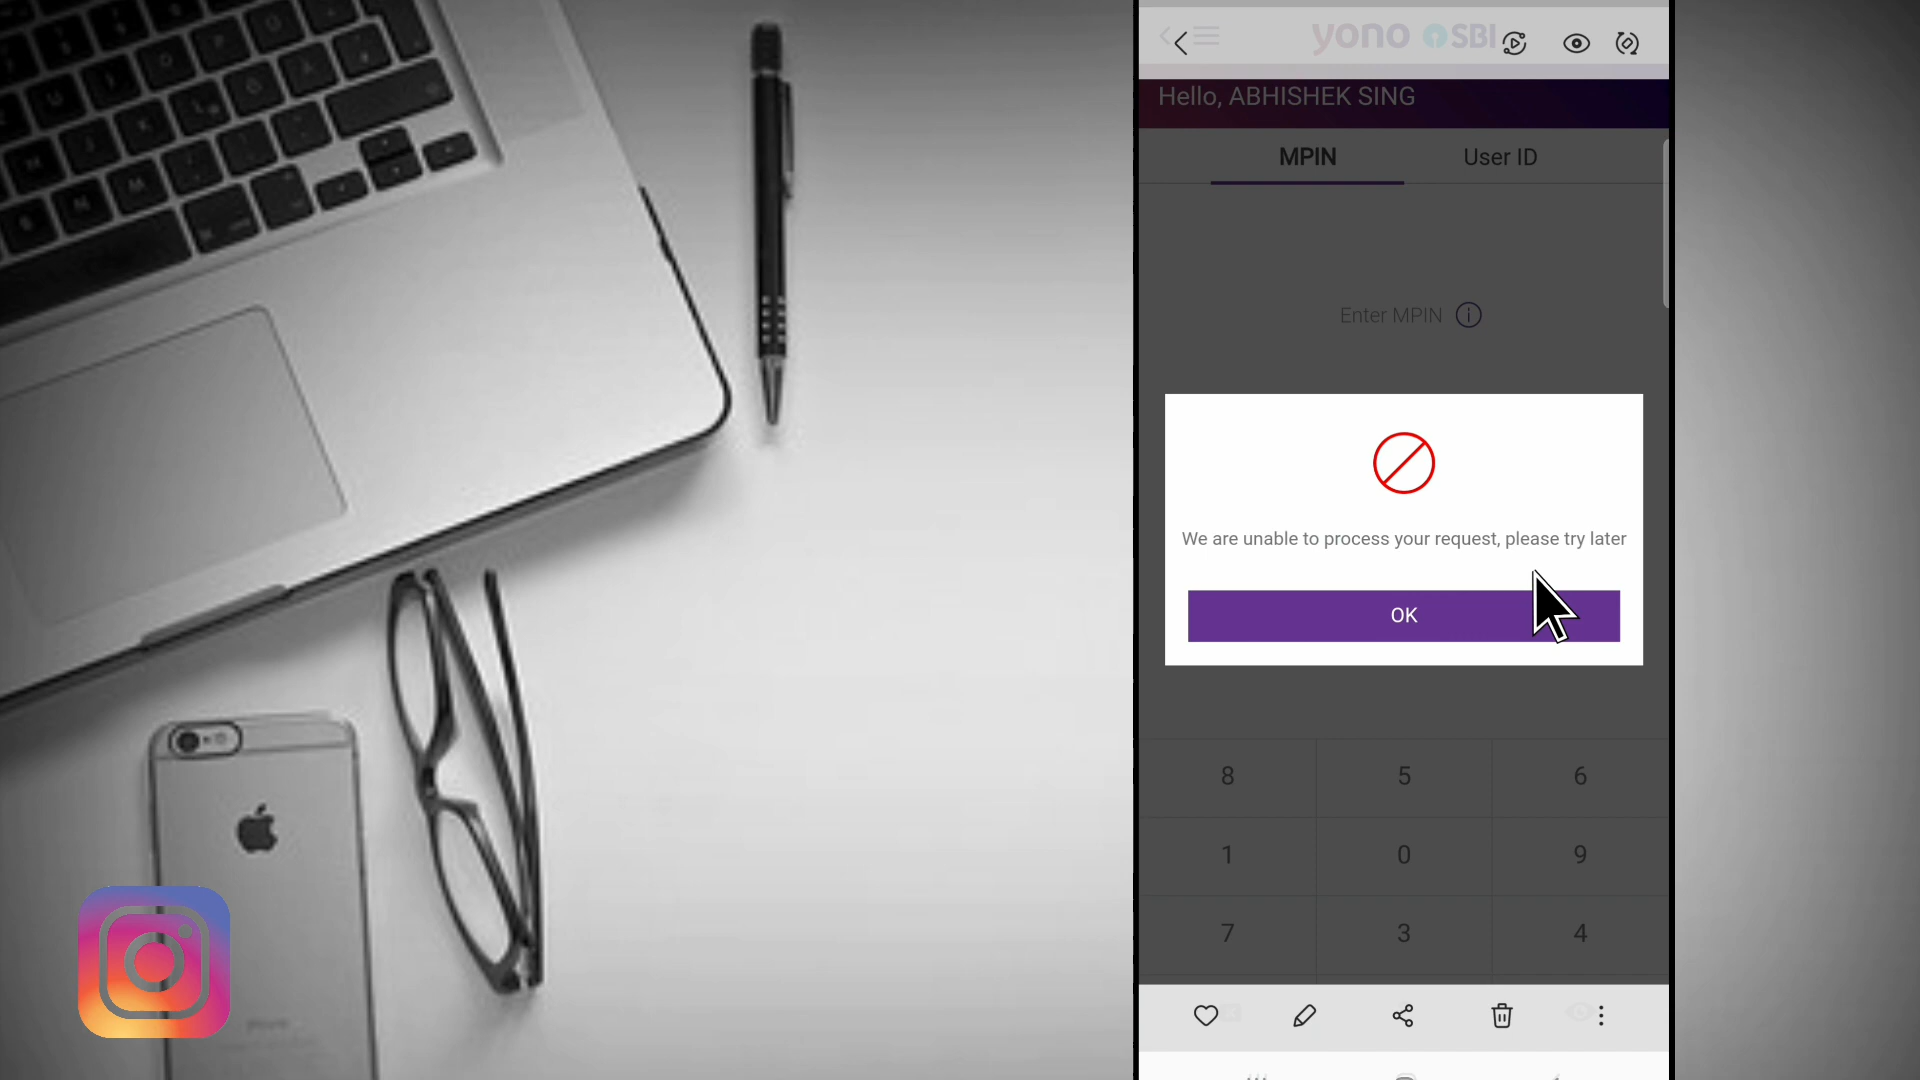 yono SBI
Hello, ABHISHEK SING
MPIN
User ID
Enter MPIN
We are unable to process your request, please try later
OK
8 5 6
1 0 9
7 3 4